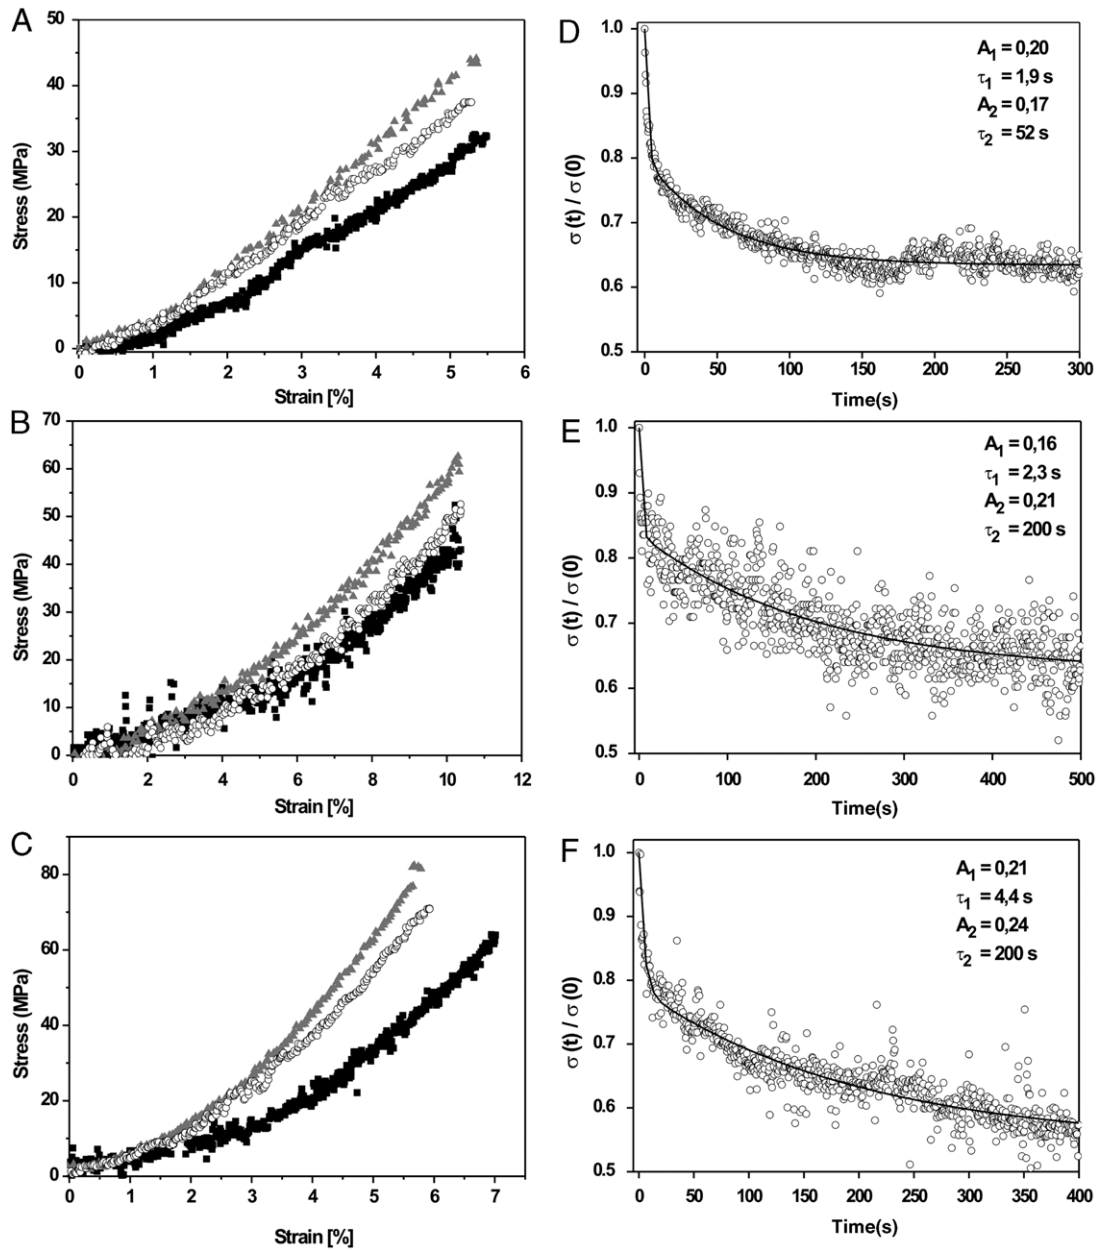 A
50
40
30
20
10
0
Stress (MPa)
0 1 2 3 4 5 6
Strain [%]
D
1.0
0.9
0.8
0.7
0.6
0.5
σ(t) / σ(0)
A₁ = 0,20
τ₁ = 1,9 s
A₂ = 0,17
τ₂ = 52 s
0 50 100 150 200 250 300
Time(s)
B
70
60
50
40
30
20
10
0
Stress (MPa)
0 2 4 6 8 10 12
Strain [%]
E
1.0
0.9
0.8
0.7
0.6
0.5
σ(t) / σ(0)
A₁ = 0,16
τ₁ = 2,3 s
A₂ = 0,21
τ₂ = 200 s
0 100 200 300 400 500
Time(s)
C
80
60
40
20
0
Stress (MPa)
0 1 2 3 4 5 6 7
Strain [%]
F
1.0
0.9
0.8
0.7
0.6
0.5
σ(t) / σ(0)
A₁ = 0,21
τ₁ = 4,4 s
A₂ = 0,24
τ₂ = 200 s
0 50 100 150 200 250 300 350 400
Time(s)